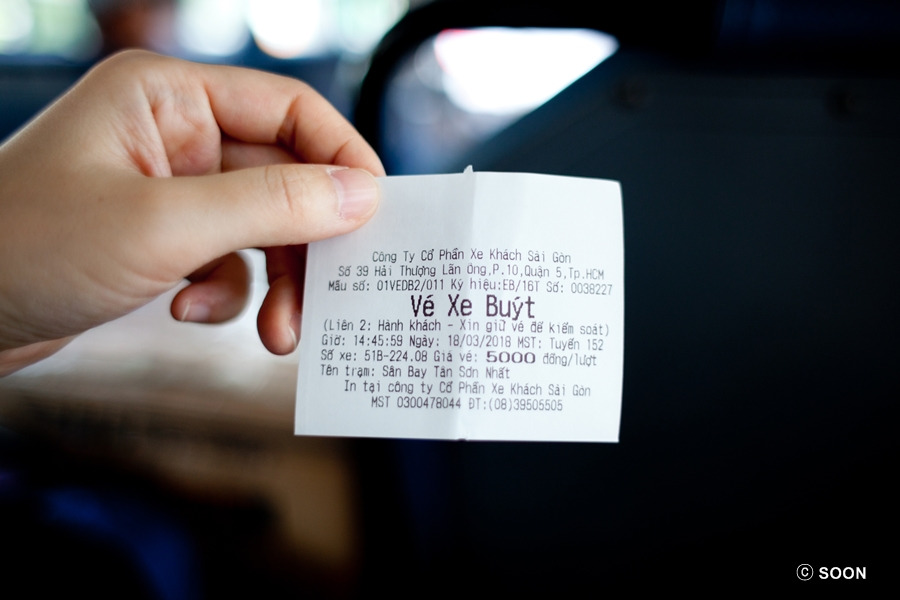 Công Ty Cổ Phần Xe Khách Sài Gòn
Số 39 Hải Thượng Lãn Ông,P.10,Quận 5,Tp.HCM
Mẫu số: 01VEDB2/011 Ký hiệu:EB/16T Số: 0038227
Vé Xe Buýt
(Liên 2: Hành khách - Xin giữ vé để kiểm soát)
Giờ: 14:45:59 Ngày: 18/03/2018 MST: Tuyến 152
Số xe: 51B-224.08 Giá vé: 5000 đồng/lượt
Tên trạm: Sân Bay Tân Sơn Nhất
In tại công ty Cổ Phần Xe Khách Sài Gòn
MST 0300478044 ĐT:(08)39505505
© SOON